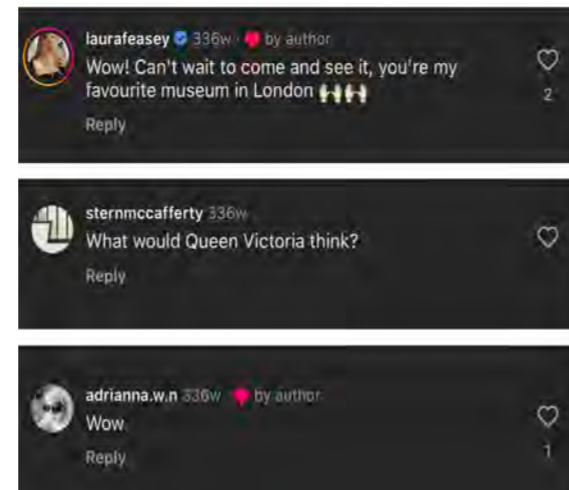 laurafeasey 336w · by author
Wow! Can't wait to come and see it, you're my
favourite museum in London 🙌🙌
2
Reply
sternmccafferty 336w
What would Queen Victoria think?
Reply
adrianna.w.n 336w · by author
Wow
1
Reply